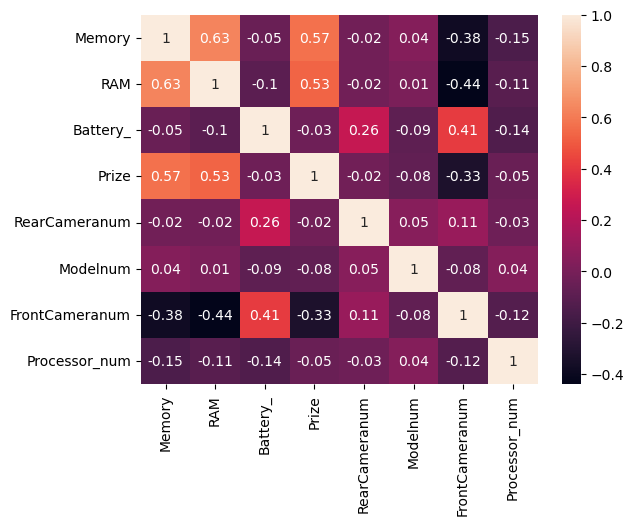 Memory 1 0.63 -0.05 0.57 -0.02 0.04 -0.38 -0.15
RAM 0.63 1 -0.1 0.53 -0.02 0.01 -0.44 -0.11
Battery_ -0.05 -0.1 1 -0.03 0.26 -0.09 0.41 -0.14
Prize 0.57 0.53 -0.03 1 -0.02 -0.08 -0.33 -0.05
RearCameranum -0.02 -0.02 0.26 -0.02 1 0.05 0.11 -0.03
Modelnum 0.04 0.01 -0.09 -0.08 0.05 1 -0.08 0.04
FrontCameranum -0.38 -0.44 0.41 -0.33 0.11 -0.08 1 -0.12
Processor_num -0.15 -0.11 -0.14 -0.05 -0.03 0.04 -0.12 1
Memory
RAM
Battery_
Prize
RearCameranum
Modelnum
FrontCameranum
Processor_num
1.0
0.8
0.6
0.4
0.2
0.0
−0.2
−0.4